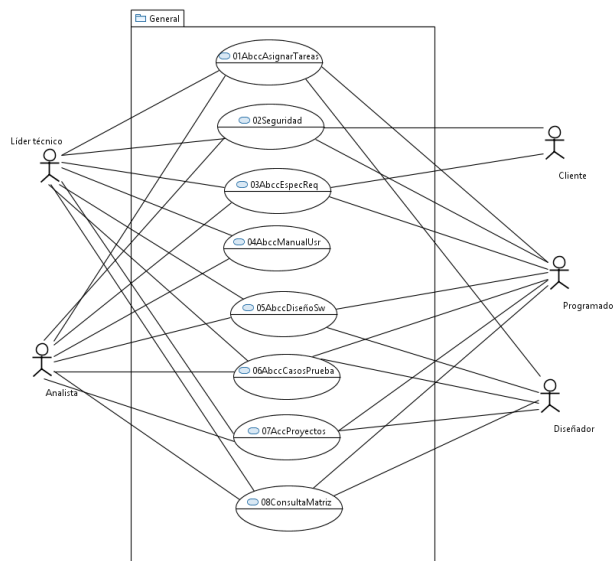 General
01AbccAsignarTareas
02Seguridad
Líder técnico
Cliente
03AbccEspecReq
04AbccManualUsr
05AbccDiseñoSw
Programado
06AbccCasosPrueba
Analista
07AccProyectos
Diseñador
08ConsultaMatriz